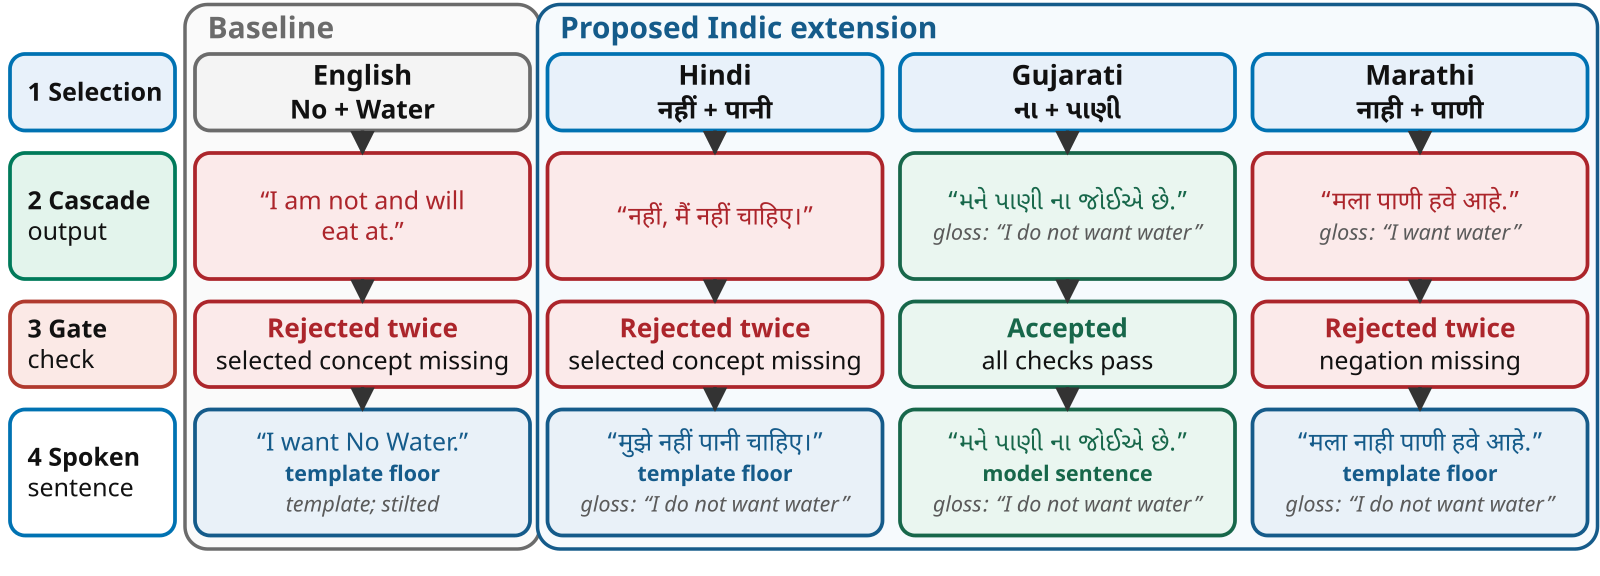 Baseline
Proposed Indic extension
1 Selection
English
No + Water
Hindi
नहीं + पानी
Gujarati
ના + પાણી
Marathi
नाही + पाणी
2 Cascade
output
“I am not and will
eat at.”
“नहीं, मैं नहीं चाहिए।”
“મને પાણી ના જોઈએ છે.”
gloss: “I do not want water”
“मला पाणी हवे आहे.”
gloss: “I want water”
3 Gate
check
Rejected twice
selected concept missing
Rejected twice
selected concept missing
Accepted
all checks pass
Rejected twice
negation missing
4 Spoken
sentence
“I want No Water.”
template floor
template; stilted
“मुझे नहीं पानी चाहिए।”
template floor
gloss: “I do not want water”
“મને પાણી ના જોઈએ છે.”
model sentence
gloss: “I do not want water”
“मला नाही पाणी हवे आहे.”
template floor
gloss: “I do not want water”